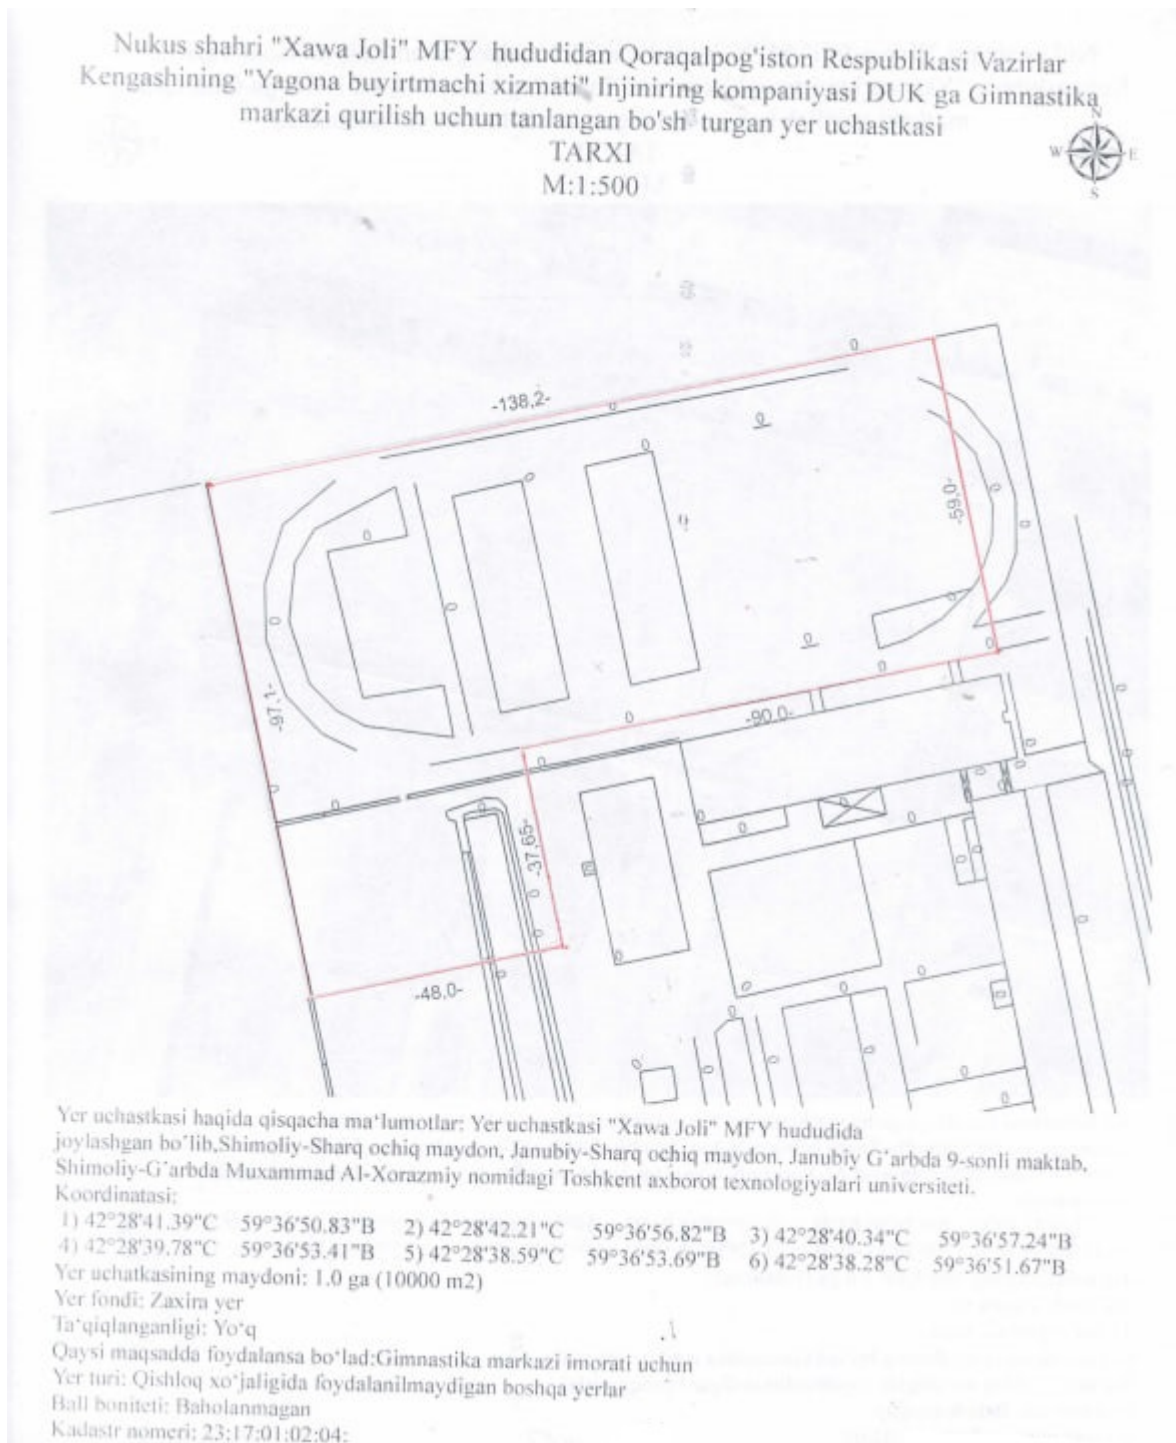 Nukus shahri "Xawa Joli" MFY hududidan Qoraqalpog'iston Respublikasi Vazirlar
Kengashining "Yagona buyirtmachi xizmati" Injiniring kompaniyasi DUK ga Gimnastika
markazi qurilish uchun tanlangan bo'sh turgan yer uchastkasi
TARXI
M:1:500
N
W E
S
-138,2-
-59,0-
-97,1-
-90,0-
-37,65-
-48,0-
Yer uchastkasi haqida qisqacha ma'lumotlar: Yer uchastkasi "Xawa Joli" MFY hududida
joylashgan bo'lib,Shimoliy-Sharq ochiq maydon, Janubiy-Sharq ochiq maydon, Janubiy G'arbda 9-sonli maktab,
Shimoliy-G'arbda Muxammad Al-Xorazmiy nomidagi Toshkent axborot texnologiyalari universiteti.
Koordinatasi:
1) 42°28'41.39"C 59°36'50.83"B 2) 42°28'42.21"C 59°36'56.82"B 3) 42°28'40.34"C 59°36'57.24"B
4) 42°28'39.78"C 59°36'53.41"B 5) 42°28'38.59"C 59°36'53.69"B 6) 42°28'38.28"C 59°36'51.67"B
Yer uchatkasining maydoni: 1.0 ga (10000 m2)
Yer fondi: Zaxira yer
Ta'qiqlanganligi: Yo'q
Qaysi maqsadda foydalansa bo'lad:Gimnastika markazi imorati uchun
Yer turi: Qishloq xo'jaligida foydalanilmaydigan boshqa yerlar
Ball boniteti: Baholanmagan
Kadastr nomeri: 23:17:01:02:04: